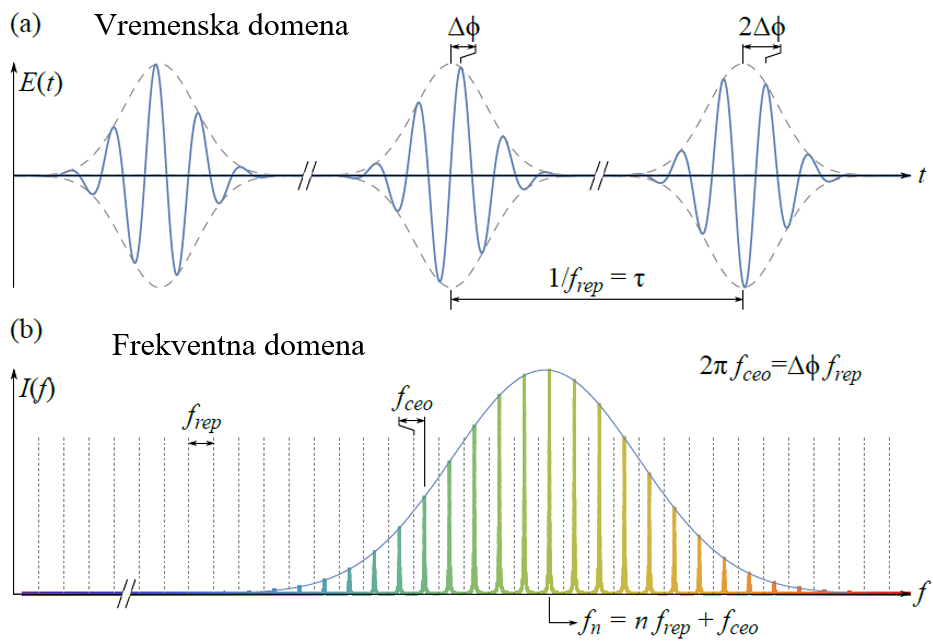 (a) Vremenska domena
Δϕ
2Δϕ
E(t)
t
1/f_rep = τ
(b)
Frekventna domena
2π f_ceo=Δϕ f_rep
I(f)
f_ceo
f_rep
f
f_n = n f_rep + f_ceo